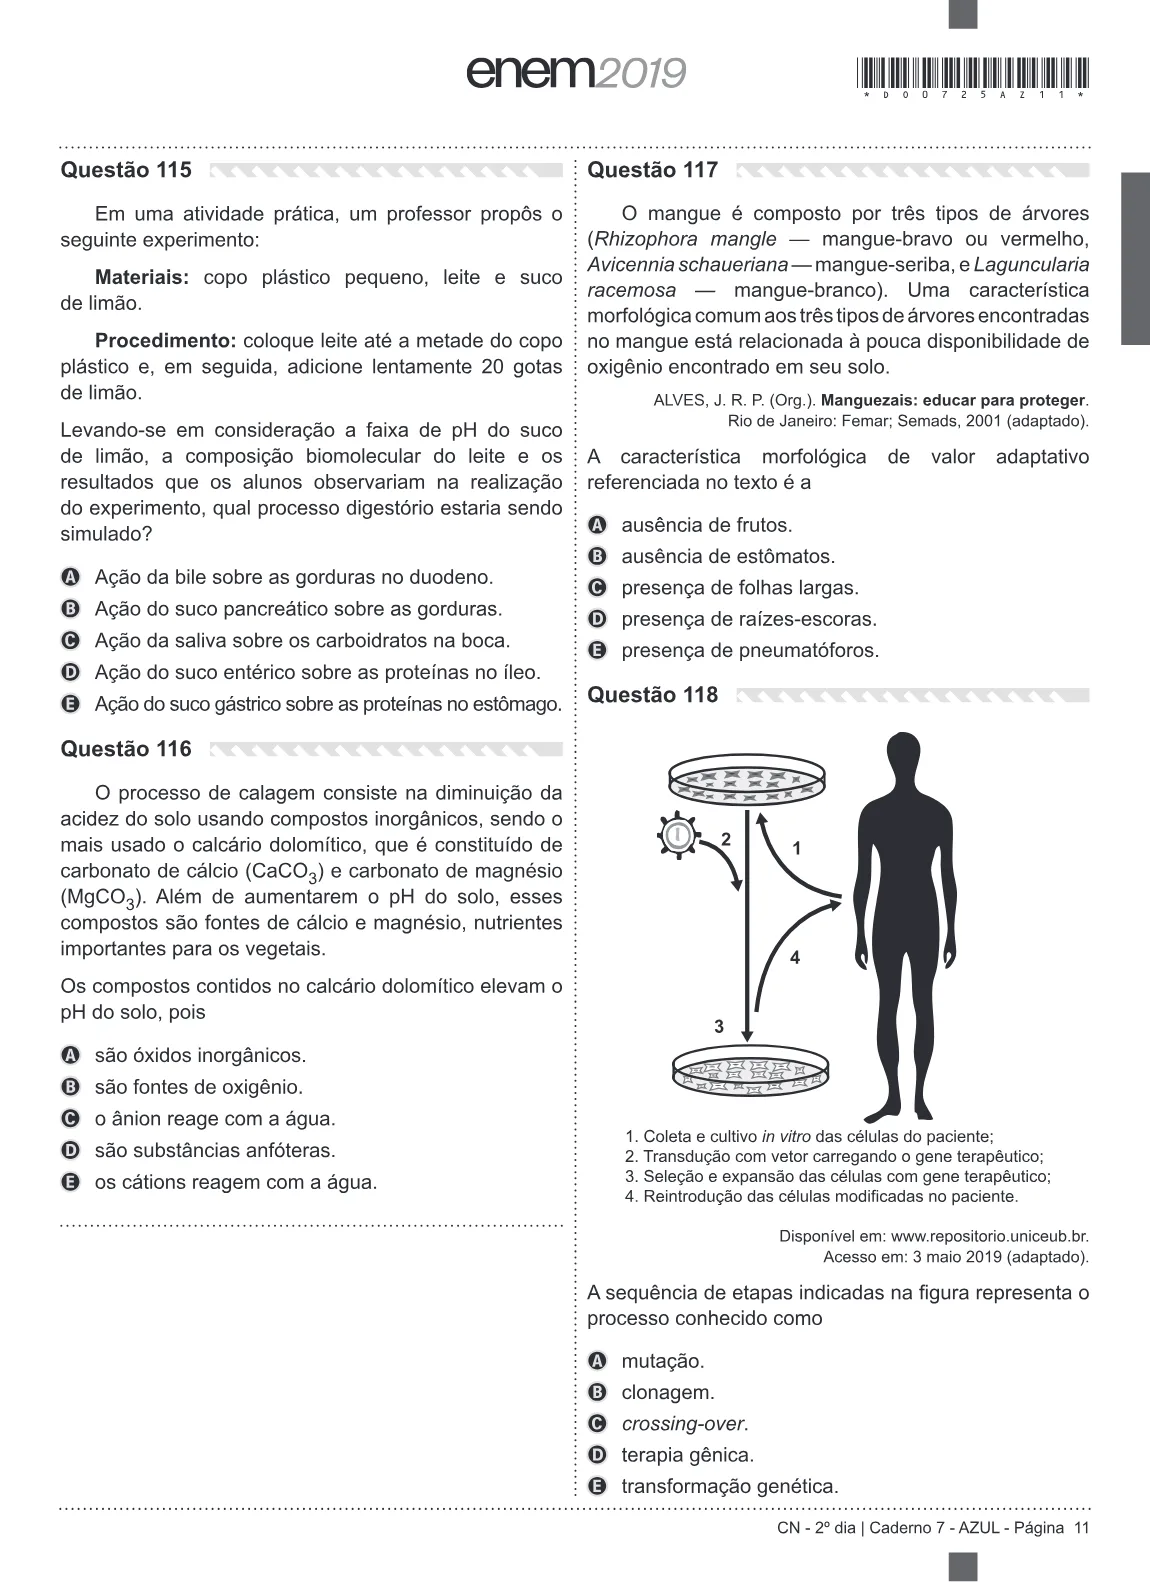 enem2019
*D00725AZ11*
Questão 115
Em uma atividade prática, um professor propôs o
seguinte experimento:
Materiais: copo plástico pequeno, leite e suco
de limão.
Procedimento: coloque leite até a metade do copo
plástico e, em seguida, adicione lentamente 20 gotas
de limão.
Levando-se em consideração a faixa de pH do suco
de limão, a composição biomolecular do leite e os
resultados que os alunos observariam na realização
do experimento, qual processo digestório estaria sendo
simulado?
A Ação da bile sobre as gorduras no duodeno.
B Ação do suco pancreático sobre as gorduras.
C Ação da saliva sobre os carboidratos na boca.
D Ação do suco entérico sobre as proteínas no íleo.
E Ação do suco gástrico sobre as proteínas no estômago.
Questão 116
O processo de calagem consiste na diminuição da
acidez do solo usando compostos inorgânicos, sendo o
mais usado o calcário dolomítico, que é constituído de
carbonato de cálcio (CaCO3) e carbonato de magnésio
(MgCO3). Além de aumentarem o pH do solo, esses
compostos são fontes de cálcio e magnésio, nutrientes
importantes para os vegetais.
Os compostos contidos no calcário dolomítico elevam o
pH do solo, pois
A são óxidos inorgânicos.
B são fontes de oxigênio.
C o ânion reage com a água.
D são substâncias anfóteras.
E os cátions reagem com a água.
Questão 117
O mangue é composto por três tipos de árvores
(Rhizophora mangle — mangue-bravo ou vermelho,
Avicennia schaueriana — mangue-seriba, e Laguncularia
racemosa — mangue-branco). Uma característica
morfológica comum aos três tipos de árvores encontradas
no mangue está relacionada à pouca disponibilidade de
oxigênio encontrado em seu solo.
ALVES, J. R. P. (Org.). Manguezais: educar para proteger.
Rio de Janeiro: Femar; Semads, 2001 (adaptado).
A característica morfológica de valor adaptativo
referenciada no texto é a
A ausência de frutos.
B ausência de estômatos.
C presença de folhas largas.
D presença de raízes-escoras.
E presença de pneumatóforos.
Questão 118
2
1
4
3
1. Coleta e cultivo in vitro das células do paciente;
2. Transdução com vetor carregando o gene terapêutico;
3. Seleção e expansão das células com gene terapêutico;
4. Reintrodução das células modificadas no paciente.
Disponível em: www.repositorio.uniceub.br.
Acesso em: 3 maio 2019 (adaptado).
A sequência de etapas indicadas na figura representa o
processo conhecido como
A mutação.
B clonagem.
C crossing-over.
D terapia gênica.
E transformação genética.
CN - 2º dia | Caderno 7 - AZUL - Página 11